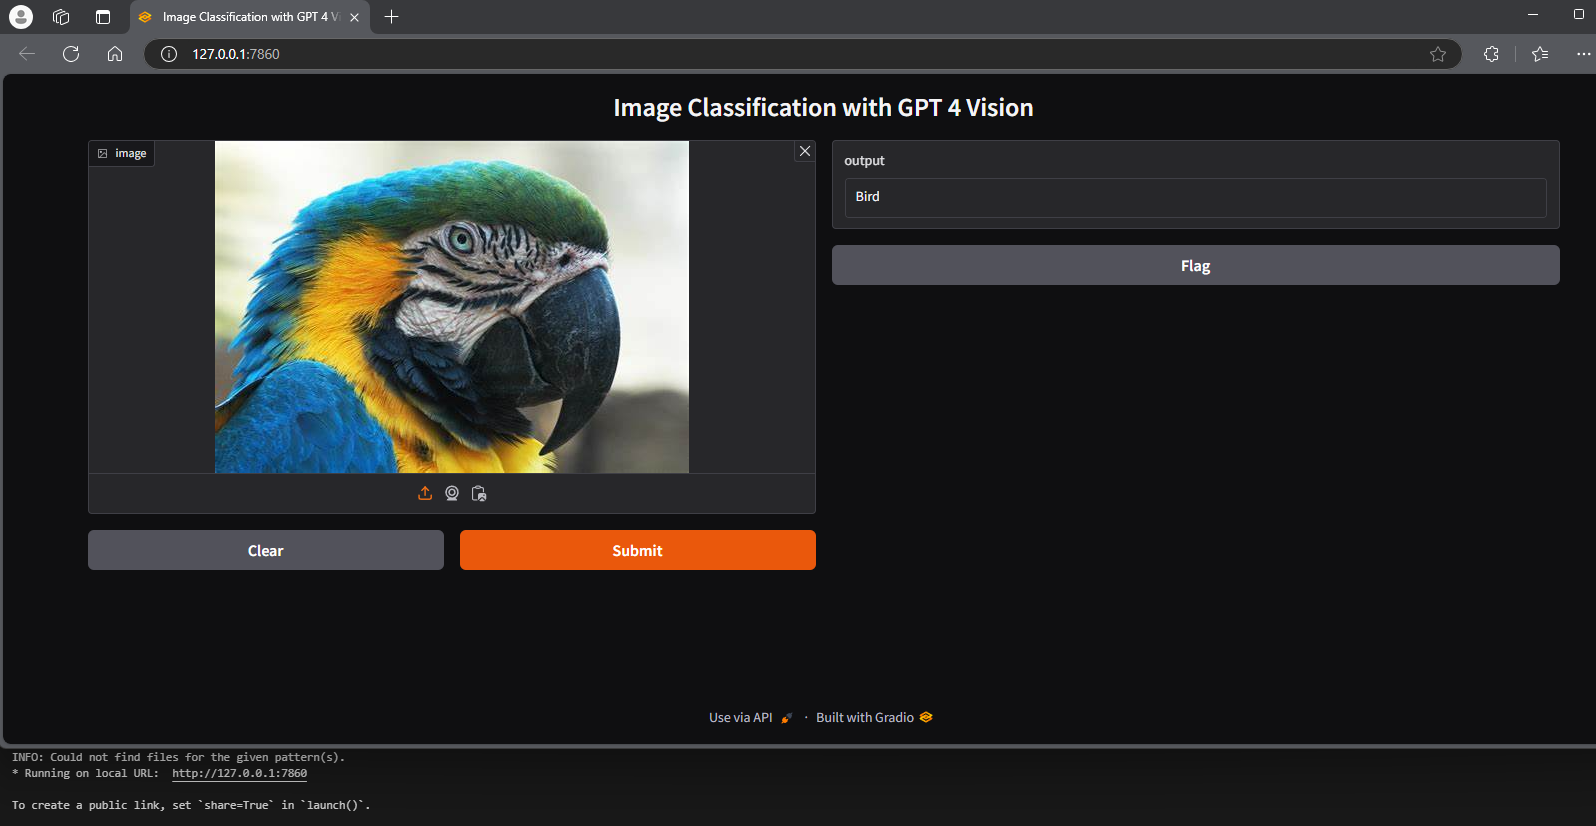 Image Classification with GPT 4 Vi
127.0.0.1:7860
Image Classification with GPT 4 Vision
image
output
Bird
Flag
Clear
Submit
Use via API · Built with Gradio
INFO: Could not find files for the given pattern(s).
* Running on local URL:  http://127.0.0.1:7860
To create a public link, set `share=True` in `launch()`.